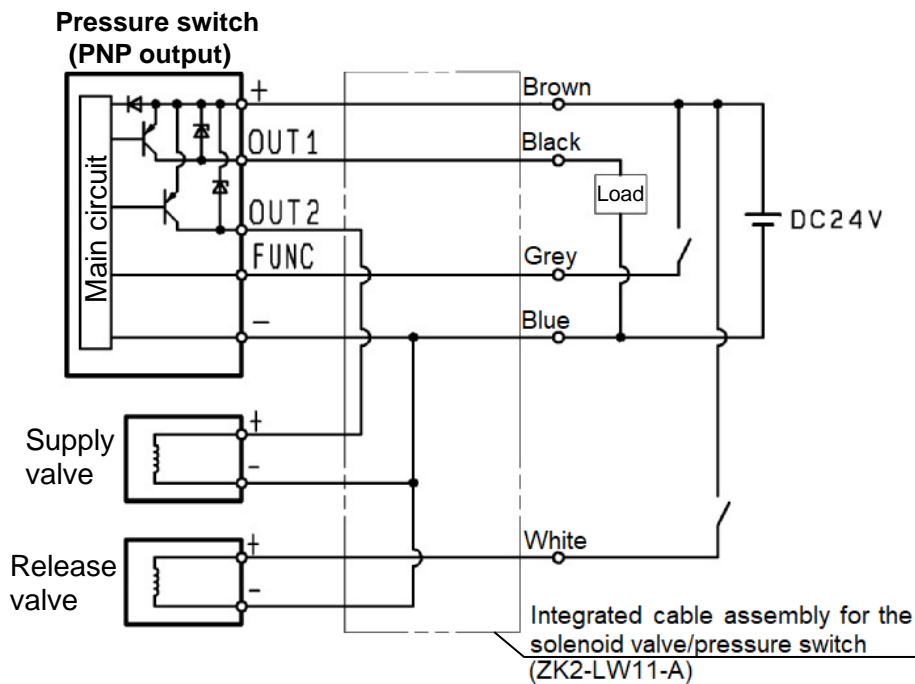 Pressure switch
(PNP output)
Main circuit
+
OUT1
OUT2
FUNC
−
Brown
Black
Load
Grey
Blue
DC24V
Supply
valve
+
-
Release
valve
+
-
White
Integrated cable assembly for the
solenoid valve/pressure switch
(ZK2-LW11-A)